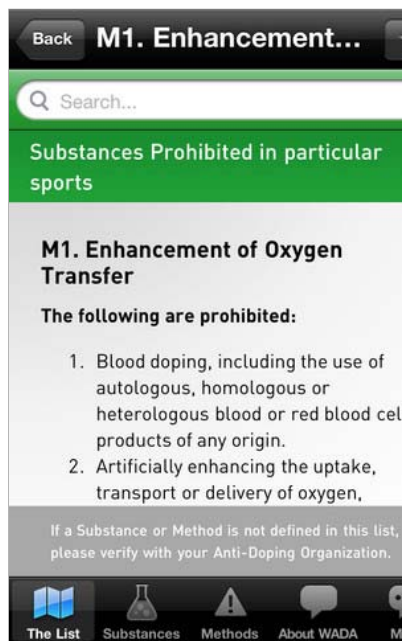 Back
M1. Enhancement...
Search...
Substances Prohibited in particular
sports
M1. Enhancement of Oxygen
Transfer
The following are prohibited:
1. Blood doping, including the use of
autologous, homologous or
heterologous blood or red blood cel
products of any origin.
2. Artificially enhancing the uptake,
transport or delivery of oxygen,
If a Substance or Method is not defined in this list,
please verify with your Anti-Doping Organization.
The List Substances Methods About WADA M